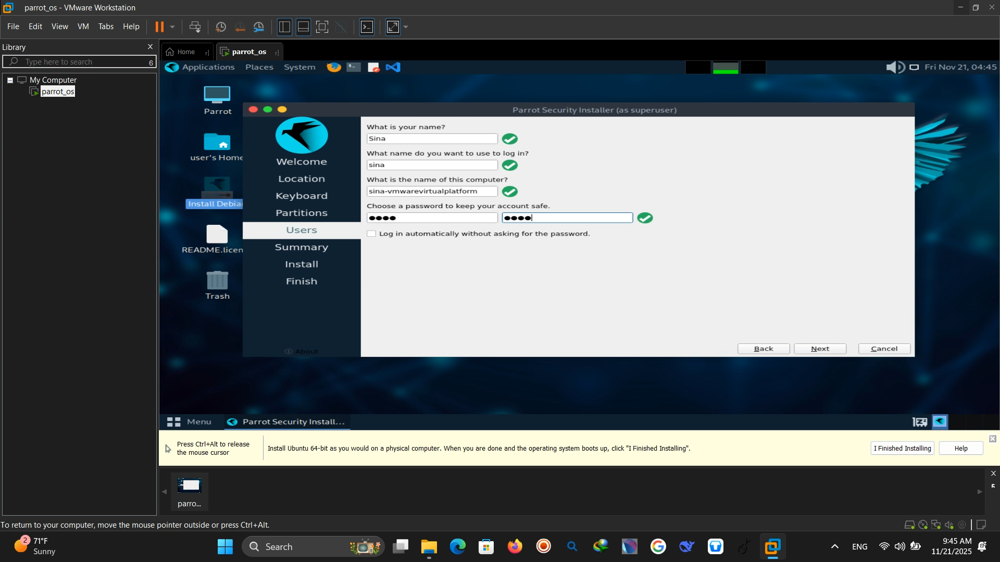 parrot_os - VMware Workstation
File Edit View VM Tabs Help
Library
Type here to search
My Computer
parrot_os
Home
parrot_os
Applications Places System
Fri Nov 21, 04:45
Parrot
user's Home
Install Debia
README.licen
Trash
Parrot Security Installer (as superuser)
Welcome
Location
Keyboard
Partitions
Users
Summary
Install
Finish
About
What is your name?
Sina
What name do you want to use to log in?
sina
What is the name of this computer?
sina-vmwarevirtualplatform
Choose a password to keep your account safe.
●●●● ●●●●
Log in automatically without asking for the password.
Back Next Cancel
Menu Parrot Security Install...
Press Ctrl+Alt to release
the mouse cursor
Install Ubuntu 64-bit as you would on a physical computer. When you are done and the operating system boots up, click "I Finished Installing".
I Finished Installing Help
parro...
To return to your computer, move the mouse pointer outside or press Ctrl+Alt.
2
71°F
Sunny
Search
ENG
9:45 AM
11/21/2025